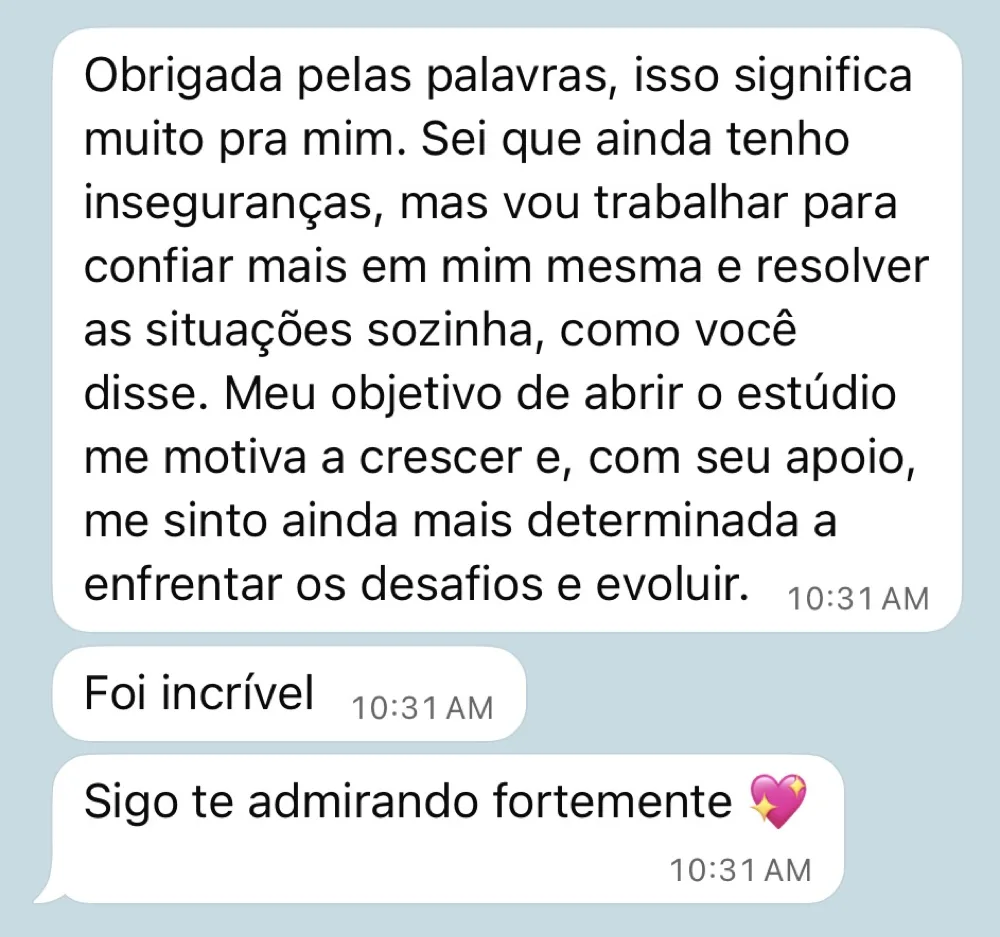 Obrigada pelas palavras, isso significa
muito pra mim. Sei que ainda tenho
inseguranças, mas vou trabalhar para
confiar mais em mim mesma e resolver
as situações sozinha, como você
disse. Meu objetivo de abrir o estúdio
me motiva a crescer e, com seu apoio,
me sinto ainda mais determinada a
enfrentar os desafios e evoluir. 10:31 AM
Foi incrível 10:31 AM
Sigo te admirando fortemente 💖
10:31 AM